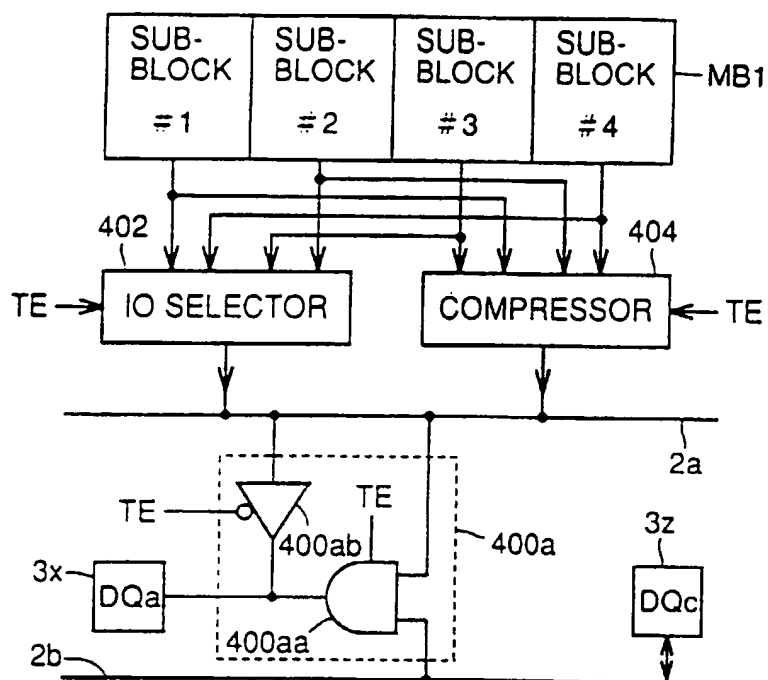 SUB-BLOCK #1
SUB-BLOCK #2
SUB-BLOCK #3
SUB-BLOCK #4
MB1
402
404
TE
IO SELECTOR
COMPRESSOR
TE
2a
TE
TE
400ab
400a
3z
3x
DQa
DQc
400aa
2b